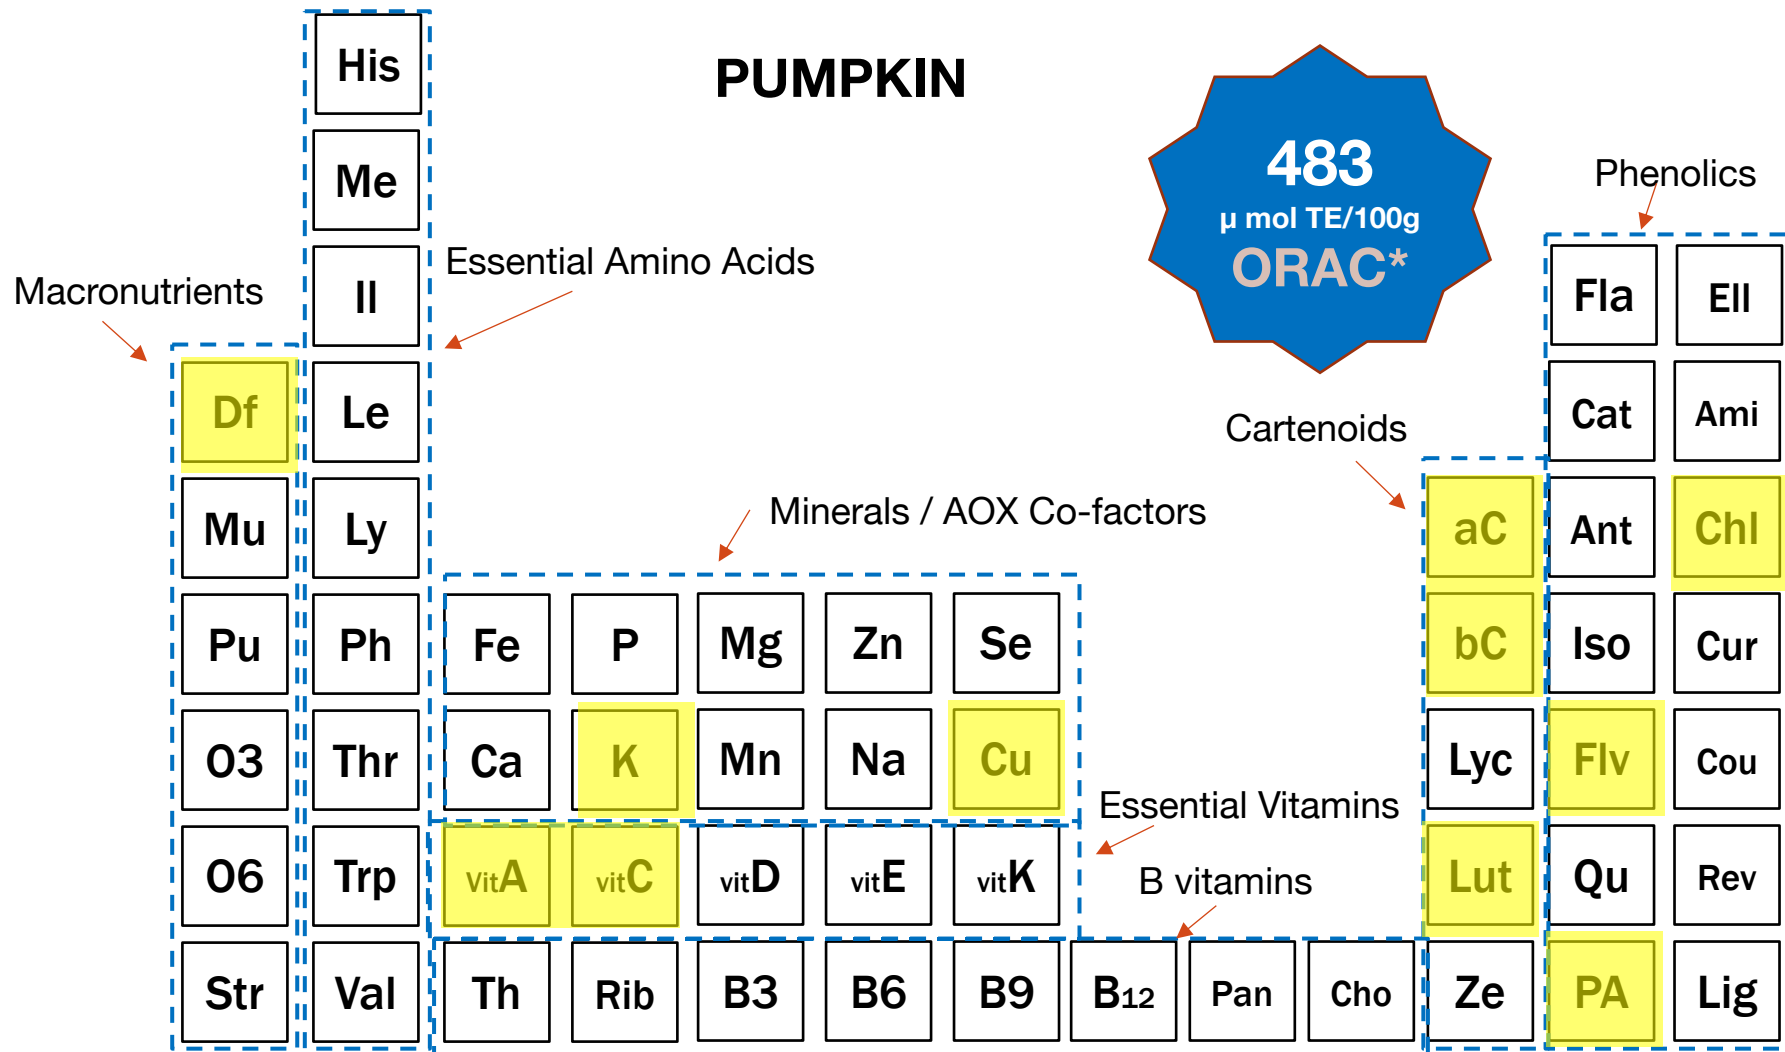 PUMPKIN
483
µ mol TE/100g
ORAC*
Macronutrients
Essential Amino Acids
Minerals / AOX Co-factors
Essential Vitamins
B vitamins
Cartenoids
Phenolics
His
Me
Il
Fla Ell
Df Le Cat Ami
Mu Ly aC Ant Chl
Pu Ph Fe P Mg Zn Se bC Iso Cur
O3 Thr Ca K Mn Na Cu Lyc Flv Cou
O6 Trp vitA vitC vitD vitE vitK Lut Qu Rev
Str Val Th Rib B3 B6 B9 B12 Pan Cho Ze PA Lig